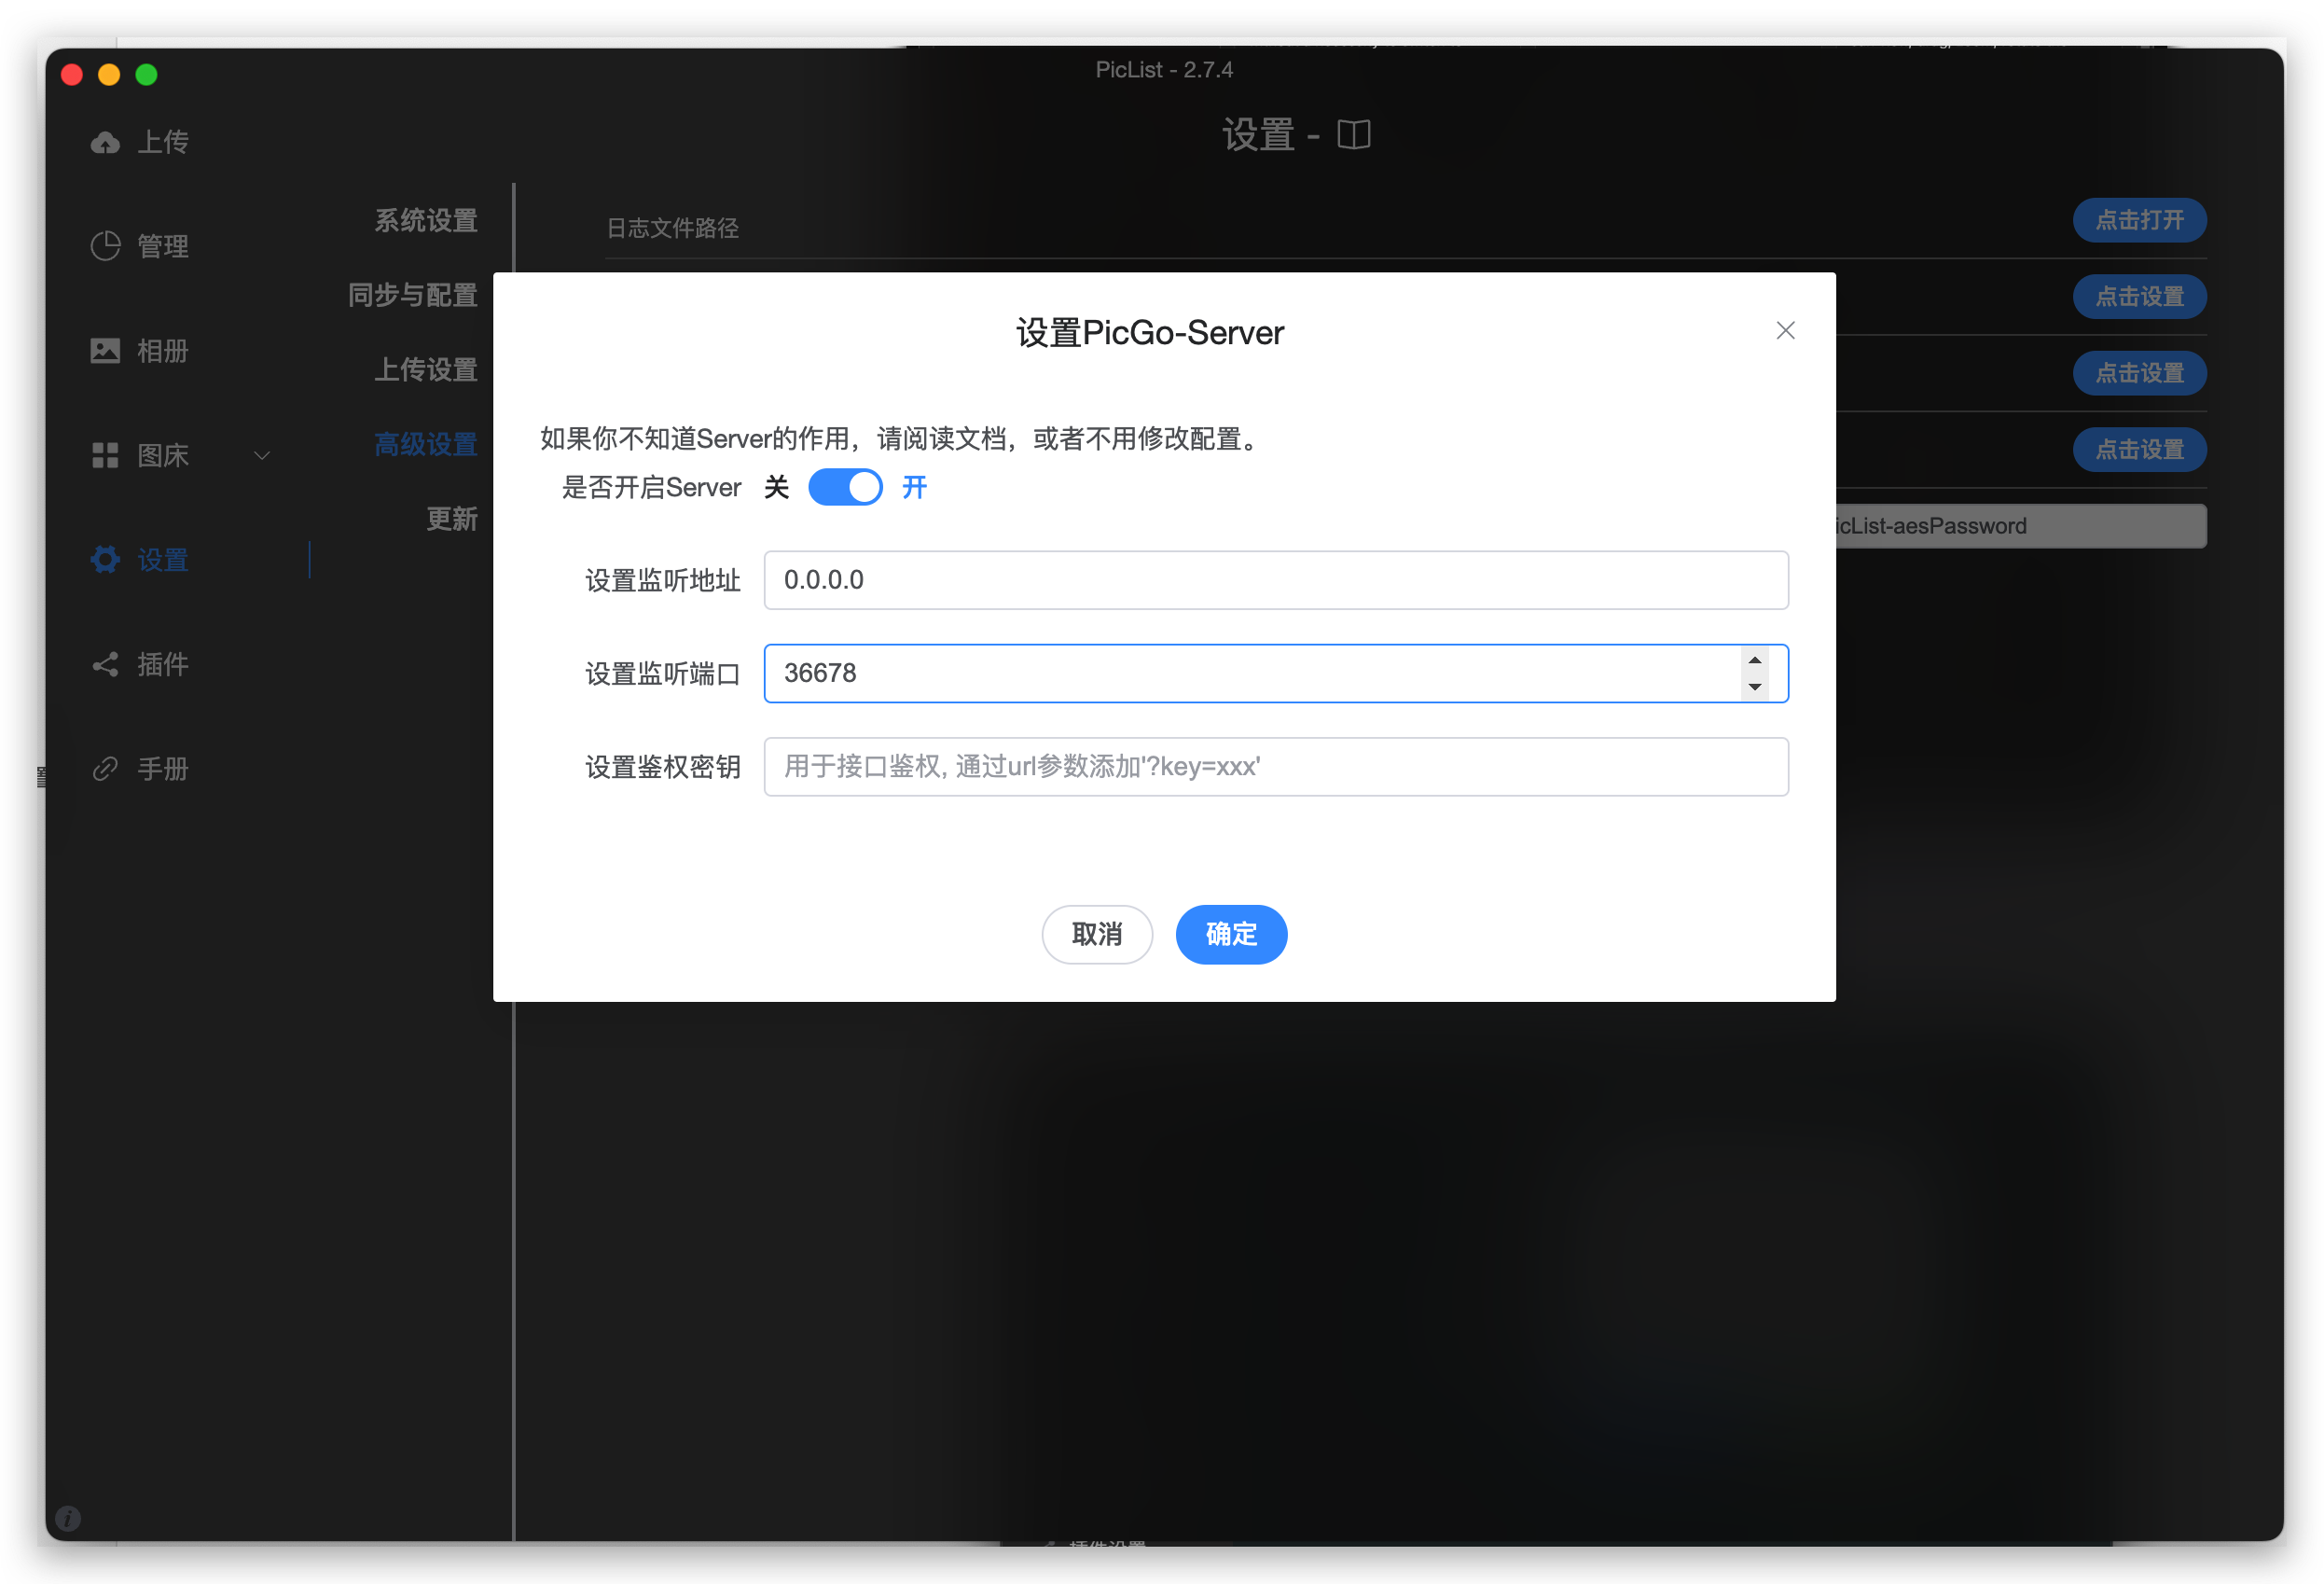 PicList - 2.7.4
设置 -
上传
管理
相册
图床
设置
插件
手册
系统设置
同步与配置
上传设置
高级设置
更新
日志文件路径
点击打开
点击设置
点击设置
点击设置
icList-aesPassword
设置PicGo-Server
如果你不知道Server的作用，请阅读文档，或者不用修改配置。
是否开启Server 关 开
设置监听地址 0.0.0.0
设置监听端口 36678
设置鉴权密钥 用于接口鉴权, 通过url参数添加'?key=xxx'
取消 确定